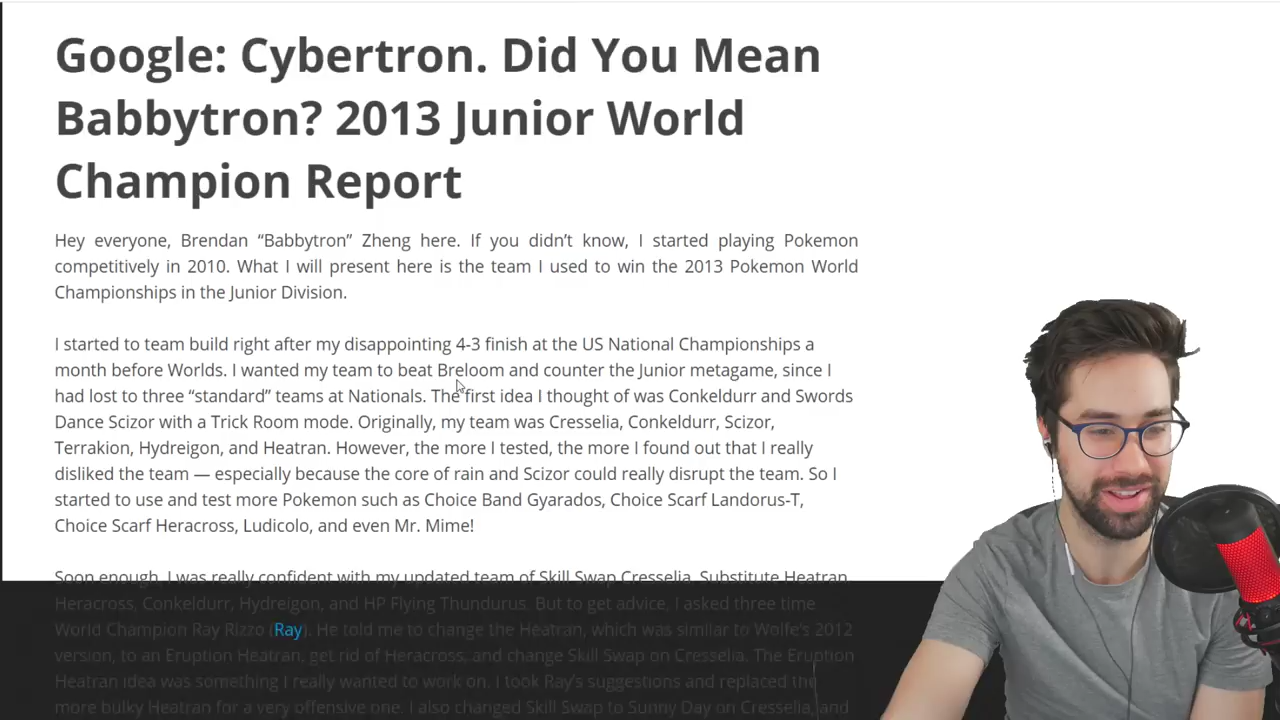 Google: Cybertron. Did You Mean
Babbytron? 2013 Junior World
Champion Report
Hey everyone, Brendan “Babbytron” Zheng here. If you didn’t know, I started playing Pokemon
competitively in 2010. What I will present here is the team I used to win the 2013 Pokemon World
Championships in the Junior Division.
I started to team build right after my disappointing 4-3 finish at the US National Championships a
month before Worlds. I wanted my team to beat Breloom and counter the Junior metagame, since I
had lost to three “standard” teams at Nationals. The first idea I thought of was Conkeldurr and Swords
Dance Scizor with a Trick Room mode. Originally, my team was Cresselia, Conkeldurr, Scizor,
Terrakion, Hydreigon, and Heatran. However, the more I tested, the more I found out that I really
disliked the team — especially because the core of rain and Scizor could really disrupt the team. So I
started to use and test more Pokemon such as Choice Band Gyarados, Choice Scarf Landorus-T,
Choice Scarf Heracross, Ludicolo, and even Mr. Mime!
Soon enough, I was really confident with my updated team of Skill Swap Cresselia, Substitute Heatran,
Heracross, Conkeldurr, Hydreigon, and HP Flying Thundurus. But to get advice, I asked three time
World Champion Ray Rizzo (Ray). He told me to change the Heatran, which was similar to Wolfe’s 2012
version, to an Eruption Heatran, get rid of Heracross, and change Skill Swap on Cresselia. The Eruption
Heatran idea was something I really wanted to work on. I took Ray’s suggestions and replaced the
more bulky Heatran for a very offensive one. I also changed Skill Swap to Sunny Day on Cresselia, and